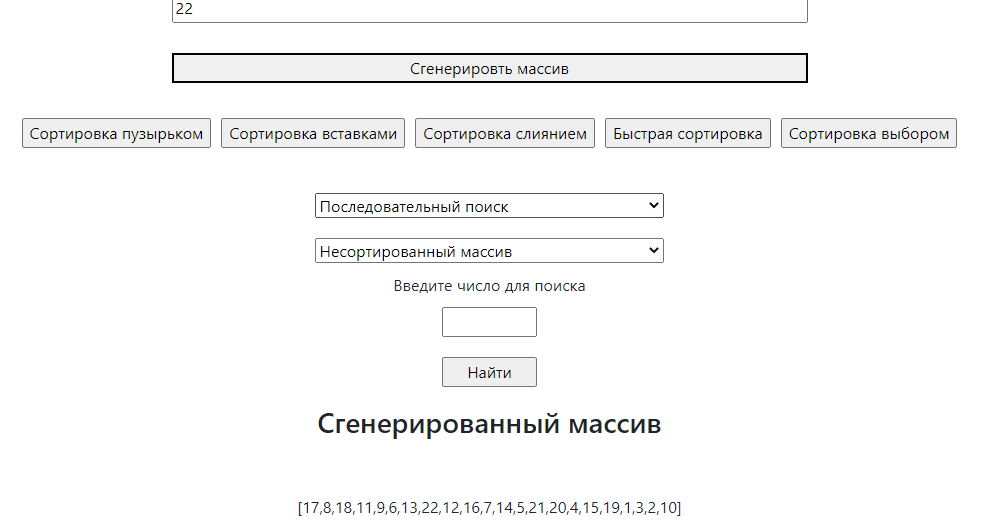 22
Сгенерировть массив
Сортировка пузырьком Сортировка вставками Сортировка слиянием Быстрая сортировка Сортировка выбором
Последовательный поиск
Несортированный массив
Введите число для поиска
Найти
Сгенерированный массив
[17,8,18,11,9,6,13,22,12,16,7,14,5,21,20,4,15,19,1,3,2,10]